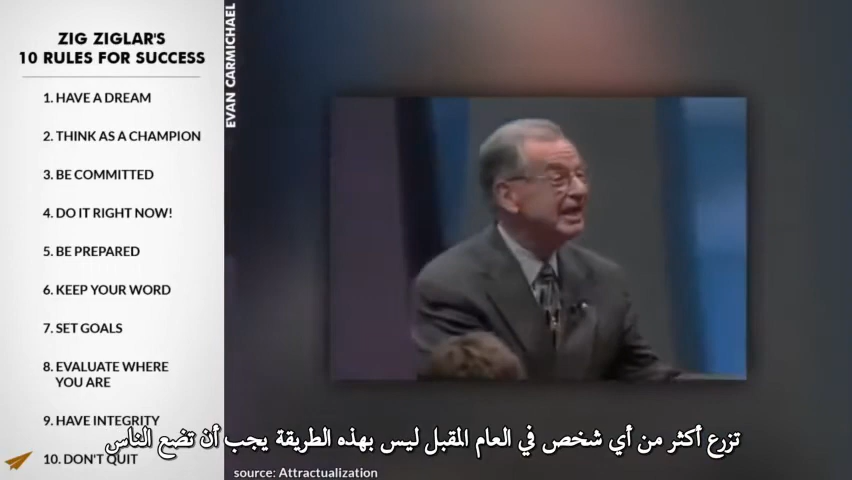 ZIG ZIGLAR'S
10 RULES FOR SUCCESS
1. HAVE A DREAM
2. THINK AS A CHAMPION
3. BE COMMITTED
4. DO IT RIGHT NOW!
5. BE PREPARED
6. KEEP YOUR WORD
7. SET GOALS
8. EVALUATE WHERE
YOU ARE
9. HAVE INTEGRITY
10. DON'T QUIT
EVAN CARMICHAEL
تزرع أكثر من أي شخص في العام المقبل ليس بهذه الطريقة يجب أن تضع الناس
source: Attractualization